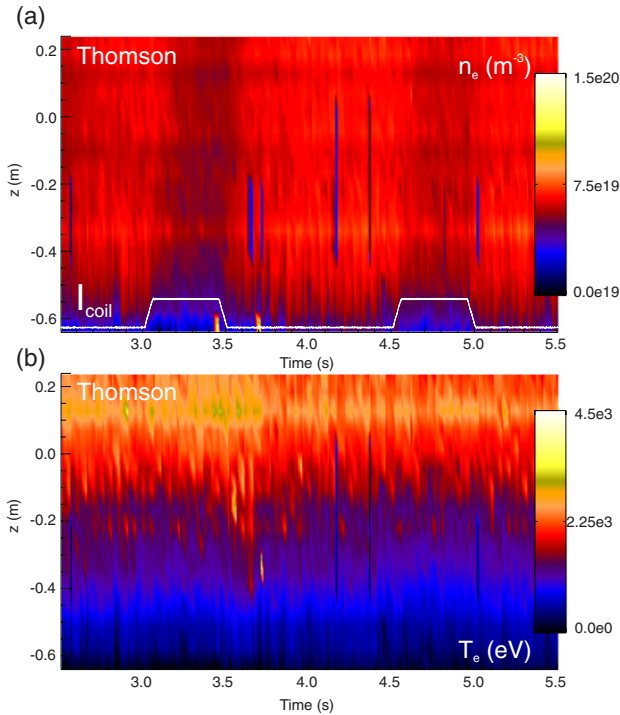 (a)
Thomson
n_e (m^-3)
1.5e20
7.5e19
0.0e19
0.2
0.0
-0.2
-0.4
-0.6
z (m)
I_coil
3.0 3.5 4.0 4.5 5.0 5.5
Time (s)
(b)
Thomson
4.5e3
2.25e3
0.0e0
0.2
0.0
-0.2
-0.4
-0.6
z (m)
T_e (eV)
3.0 3.5 4.0 4.5 5.0 5.5
Time (s)